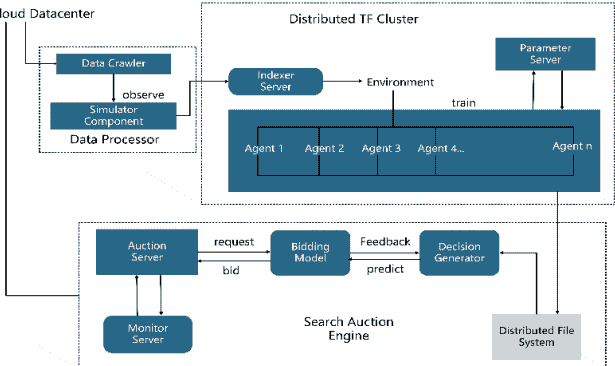 loud Datacenter
Distributed TF Cluster
Data Crawler
observe
Simulator
Component
Data Processor
Indexer
Server
Environment
Parameter
Server
train
Agent 1
Agent 2
Agent 3
Agent 4...
Agent n
Auction
Server
request
bid
Bidding
Model
Feedback
predict
Decision
Generator
Monitor
Server
Search Auction
Engine
Distributed File
System